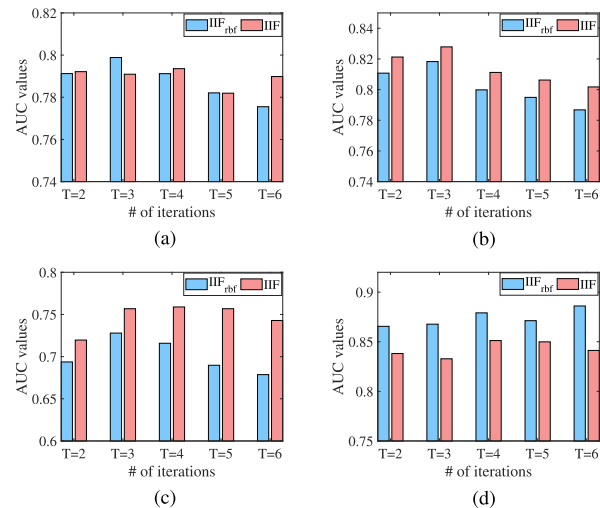 IIFrbf IIF
0.82
0.8
0.78
0.76
0.74
AUC values
T=2 T=3 T=4 T=5 T=6
# of iterations
(a)
IIFrbf IIF
0.84
0.82
0.8
0.78
0.76
0.74
AUC values
T=2 T=3 T=4 T=5 T=6
# of iterations
(b)
IIFrbf IIF
0.8
0.75
0.7
0.65
0.6
AUC values
T=2 T=3 T=4 T=5 T=6
# of iterations
(c)
IIFrbf IIF
0.9
0.85
0.8
0.75
AUC values
T=2 T=3 T=4 T=5 T=6
# of iterations
(d)